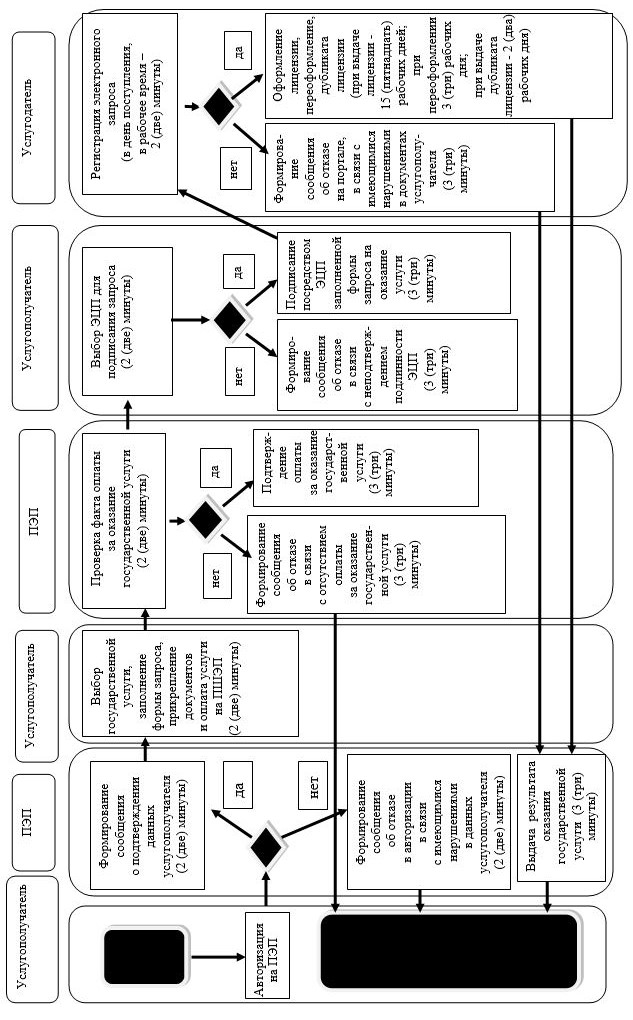 Услугополучатель
ПЭП
Услугополучатель
ПЭП
Услугополучатель
Услугодатель
Авторизация
на ПЭП
Формирование
сообщения
о подтверждении
данных
услугополучателя
(2 (две) минуты)
да
нет
Формирование
сообщения
об отказе
в авторизации
в связи
с имеющимися
нарушениями
в данных
услугополучателя
(2 (две) минуты)
Выдача результата
оказания
государственной
услуги (3 (три)
минуты)
Выбор
государственной
услуги,
заполнение
формы запроса,
прикрепление
документов
и оплата услуги
на ПШЭП
(2 (две) минуты)
Проверка факта оплаты
за оказание
государственной услуги
(2 (две) минуты)
нет
да
Формирование
сообщения
об отказе
в связи
с отсутствием
оплаты
за оказание
государствен-
ной услуги
(3 (три)
минуты)
Подтверж-
дение
оплаты
за оказание
государст-
венной
услуги
(3 (три)
минуты)
Выбор ЭЦП для
подписания запроса
(2 (две) минуты)
нет
да
Формиро-
вание
сообщения
об отказе
в связи
с неподтверж-
дением
подлинности
ЭЦП
(3 (три)
минуты)
Подписание
посредством
ЭЦП
заполненной
формы
запроса на
оказание
услуги
(3 (три)
минуты)
Регистрация электронного
запроса
(в день поступления,
в рабочее время –
2 (две) минуты)
нет
да
Формирова-
ние
сообщения
об отказе
на портале,
в связи с
имеющимися
нарушениями
в документах
услугополу-
чателя
(3 (три)
минуты)
Оформление
лицензии,
переоформление,
дубликата
лицензии
(при выдаче
лицензии -
15 (пятнадцать)
рабочих дней;
при
переоформлении
3 (три) рабочих
дня;
при выдаче
дубликата
лицензии - 2 (два)
рабочих дня)